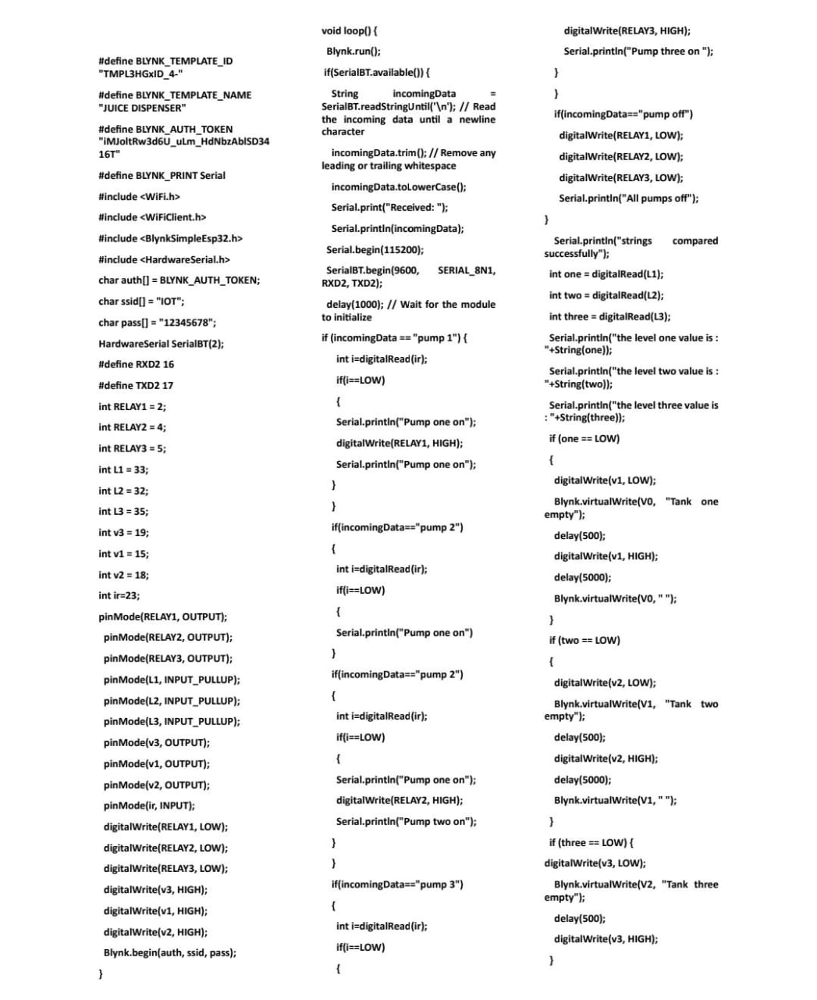 #define BLYNK_TEMPLATE_ID
"TMPL3HGxID_4-"
#define BLYNK_TEMPLATE_NAME
"JUICE DISPENSER"
#define BLYNK_AUTH_TOKEN
"iMJoltRw3d6U_uLm_HdNbzAblSD34
16T"
#define BLYNK_PRINT Serial
#include <WiFi.h>
#include <WiFiClient.h>
#include <BlynkSimpleEsp32.h>
#include <HardwareSerial.h>
char auth[] = BLYNK_AUTH_TOKEN;
char ssid[] = "IOT";
char pass[] = "12345678";
HardwareSerial SerialBT(2);
#define RXD2 16
#define TXD2 17
int RELAY1 = 2;
int RELAY2 = 4;
int RELAY3 = 5;
int L1 = 33;
int L2 = 32;
int L3 = 35;
int v3 = 19;
int v1 = 15;
int v2 = 18;
int ir=23;
pinMode(RELAY1, OUTPUT);
pinMode(RELAY2, OUTPUT);
pinMode(RELAY3, OUTPUT);
pinMode(L1, INPUT_PULLUP);
pinMode(L2, INPUT_PULLUP);
pinMode(L3, INPUT_PULLUP);
pinMode(v3, OUTPUT);
pinMode(v1, OUTPUT);
pinMode(v2, OUTPUT);
pinMode(ir, INPUT);
digitalWrite(RELAY1, LOW);
digitalWrite(RELAY2, LOW);
digitalWrite(RELAY3, LOW);
digitalWrite(v3, HIGH);
digitalWrite(v1, HIGH);
digitalWrite(v2, HIGH);
Blynk.begin(auth, ssid, pass);
}
void loop() {
Blynk.run();
if(SerialBT.available()) {
String incomingData =
SerialBT.readStringUntil('\n'); // Read
the incoming data until a newline
character
incomingData.trim(); // Remove any
leading or trailing whitespace
incomingData.toLowerCase();
Serial.print("Received: ");
Serial.println(incomingData);
Serial.begin(115200);
SerialBT.begin(9600, SERIAL_8N1,
RXD2, TXD2);
delay(1000); // Wait for the module
to initialize
if (incomingData == "pump 1") {
int i=digitalRead(ir);
if(i==LOW)
{
Serial.println("Pump one on");
digitalWrite(RELAY1, HIGH);
Serial.println("Pump one on");
}
}
if(incomingData=="pump 2")
{
int i=digitalRead(ir);
if(i==LOW)
{
Serial.println("Pump one on")
}
if(incomingData=="pump 2")
{
int i=digitalRead(ir);
if(i==LOW)
{
Serial.println("Pump one on");
digitalWrite(RELAY2, HIGH);
Serial.println("Pump two on");
}
}
if(incomingData=="pump 3")
{
int i=digitalRead(ir);
if(i==LOW)
{
digitalWrite(RELAY3, HIGH);
Serial.println("Pump three on ");
}
}
if(incomingData=="pump off")
digitalWrite(RELAY1, LOW);
digitalWrite(RELAY2, LOW);
digitalWrite(RELAY3, LOW);
Serial.println("All pumps off");
}
Serial.println("strings compared
successfully");
int one = digitalRead(L1);
int two = digitalRead(L2);
int three = digitalRead(L3);
Serial.println("the level one value is :
"+String(one));
Serial.println("the level two value is :
"+String(two));
Serial.println("the level three value is
: "+String(three));
if (one == LOW)
{
digitalWrite(v1, LOW);
Blynk.virtualWrite(V0, "Tank one
empty");
delay(500);
digitalWrite(v1, HIGH);
delay(5000);
Blynk.virtualWrite(V0, " ");
}
if (two == LOW)
{
digitalWrite(v2, LOW);
Blynk.virtualWrite(V1, "Tank two
empty");
delay(500);
digitalWrite(v2, HIGH);
delay(5000);
Blynk.virtualWrite(V1, " ");
}
if (three == LOW) {
digitalWrite(v3, LOW);
Blynk.virtualWrite(V2, "Tank three
empty");
delay(500);
digitalWrite(v3, HIGH);
}